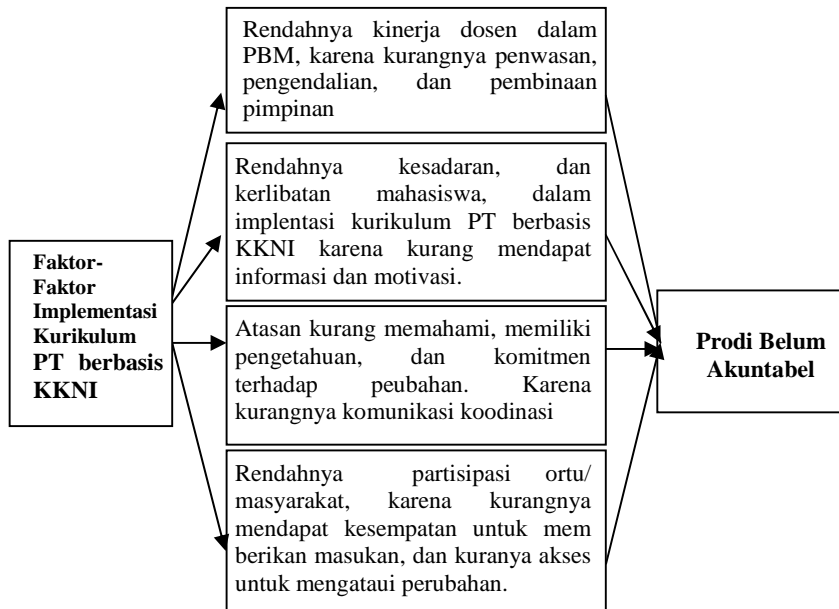 Rendahnya kinerja dosen dalam
PBM, karena kurangnya penwasan,
pengendalian, dan pembinaan
pimpinan
Rendahnya kesadaran, dan
kerlibatan mahasiswa, dalam
implentasi kurikulum PT berbasis
KKNI karena kurang mendapat
informasi dan motivasi.
Faktor-
Faktor
Implementasi
Kurikulum
PT berbasis
KKNI
Atasan kurang memahami, memiliki
pengetahuan, dan komitmen
terhadap peubahan. Karena
kurangnya komunikasi koodinasi
Prodi Belum
Akuntabel
Rendahnya partisipasi ortu/
masyarakat, karena kurangnya
mendapat kesempatan untuk mem
berikan masukan, dan kuranya akses
untuk mengataui perubahan.